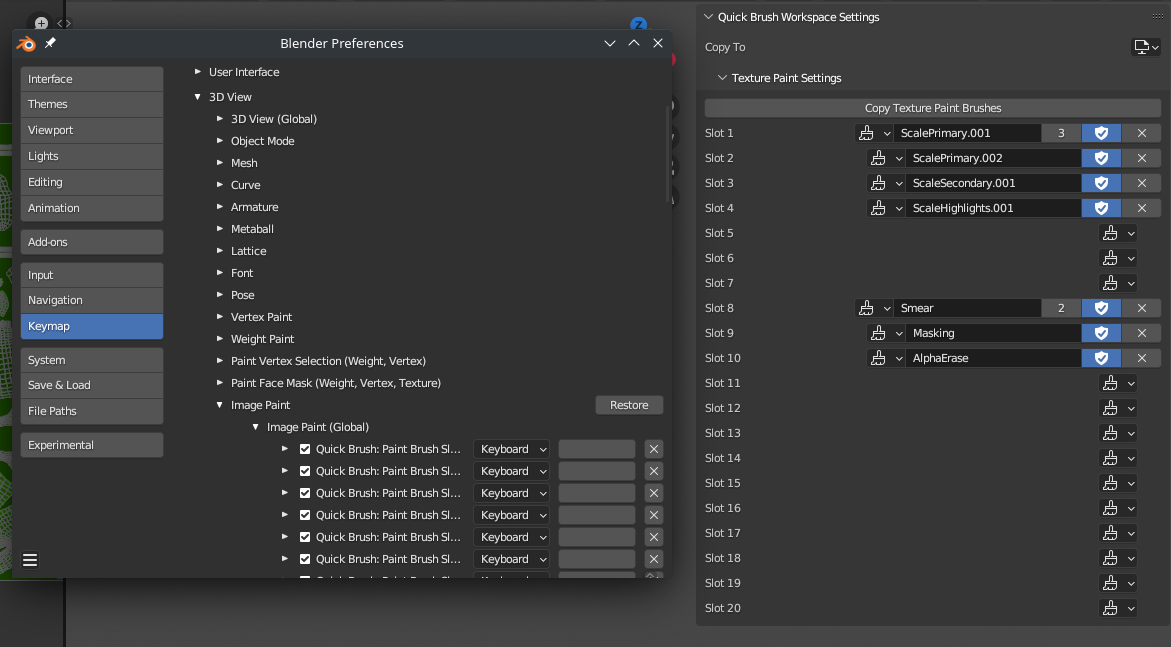 Blender Preferences
Interface
Themes
Viewport
Lights
Editing
Animation
Add-ons
Input
Navigation
Keymap
System
Save & Load
File Paths
Experimental
User Interface
3D View
3D View (Global)
Object Mode
Mesh
Curve
Armature
Metaball
Lattice
Font
Pose
Vertex Paint
Weight Paint
Paint Vertex Selection (Weight, Vertex)
Paint Face Mask (Weight, Vertex, Texture)
Image Paint Restore
Image Paint (Global)
Quick Brush: Paint Brush Sl... Keyboard
Quick Brush: Paint Brush Sl... Keyboard
Quick Brush: Paint Brush Sl... Keyboard
Quick Brush: Paint Brush Sl... Keyboard
Quick Brush: Paint Brush Sl... Keyboard
Quick Brush: Paint Brush Sl... Keyboard
Z
Quick Brush Workspace Settings
Copy To
Texture Paint Settings
Copy Texture Paint Brushes
Slot 1 ScalePrimary.001 3
Slot 2 ScalePrimary.002
Slot 3 ScaleSecondary.001
Slot 4 ScaleHighlights.001
Slot 5
Slot 6
Slot 7
Slot 8 Smear 2
Slot 9 Masking
Slot 10 AlphaErase
Slot 11
Slot 12
Slot 13
Slot 14
Slot 15
Slot 16
Slot 17
Slot 18
Slot 19
Slot 20